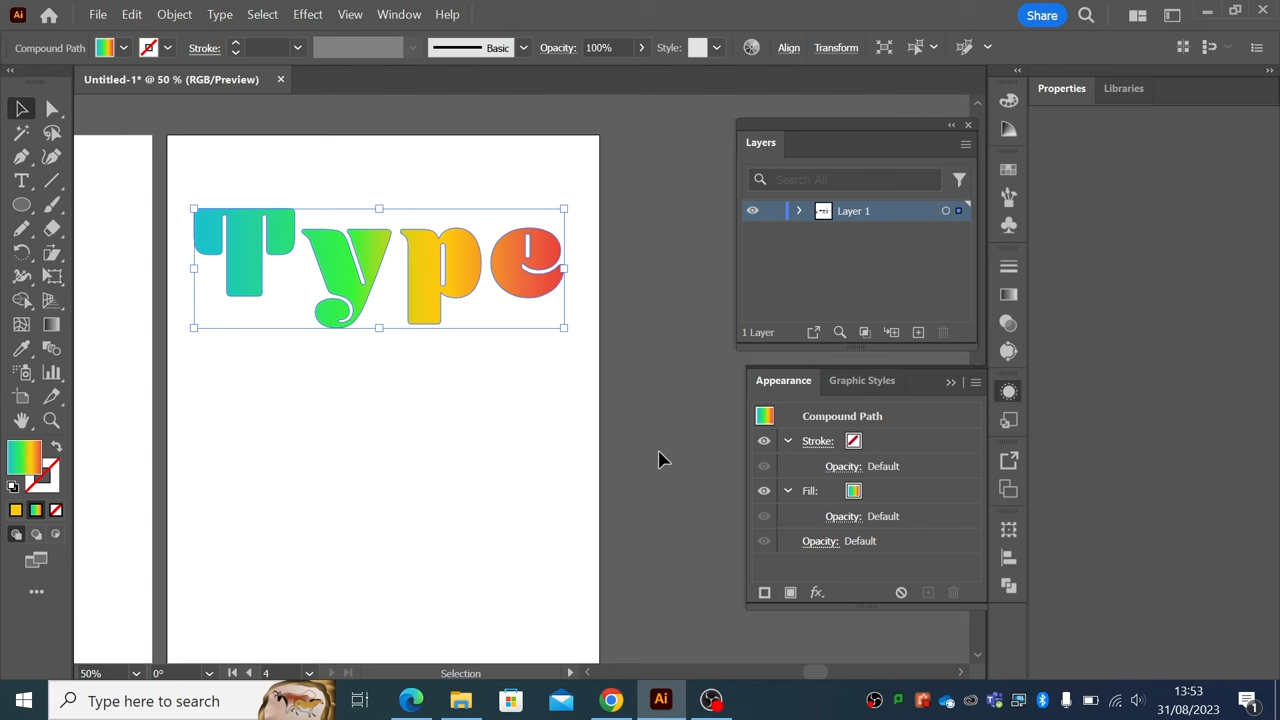 Ai File Edit Object Type Select Effect View Window Help Share
Compound Path Stroke: Basic Opacity: 100% Style: Align Transform
Untitled-1* @ 50 % (RGB/Preview) ×
Properties Libraries
Layers
Search All
Layer 1
1 Layer
Type
Appearance Graphic Styles
Compound Path
Stroke:
Opacity: Default
Fill:
Opacity: Default
Opacity: Default
fx.
50% 0° 4 Selection
Type here to search
Ai
13:53
31/08/2023
1